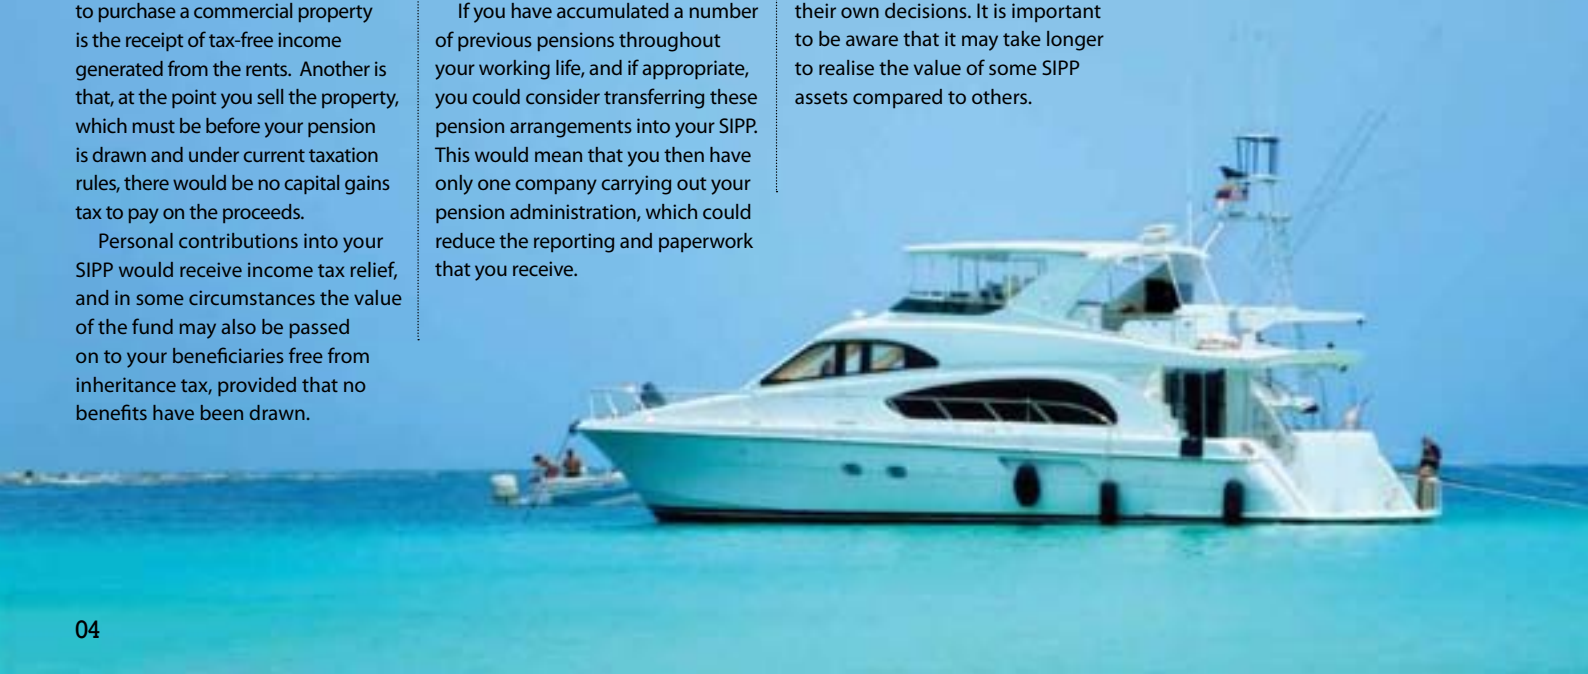 to purchase a commercial property
is the receipt of tax-free income
generated from the rents.  Another is
that, at the point you sell the property,
which must be before your pension
is drawn and under current taxation
rules, there would be no capital gains
tax to pay on the proceeds.
Personal contributions into your
SIPP would receive income tax relief,
and in some circumstances the value
of the fund may also be passed
on to your beneficiaries free from
inheritance tax, provided that no
benefits have been drawn.
If you have accumulated a number
of previous pensions throughout
your working life, and if appropriate,
you could consider transferring these
pension arrangements into your SIPP.
This would mean that you then have
only one company carrying out your
pension administration, which could
reduce the reporting and paperwork
that you receive.
their own decisions. It is important
to be aware that it may take longer
to realise the value of some SIPP
assets compared to others.
04